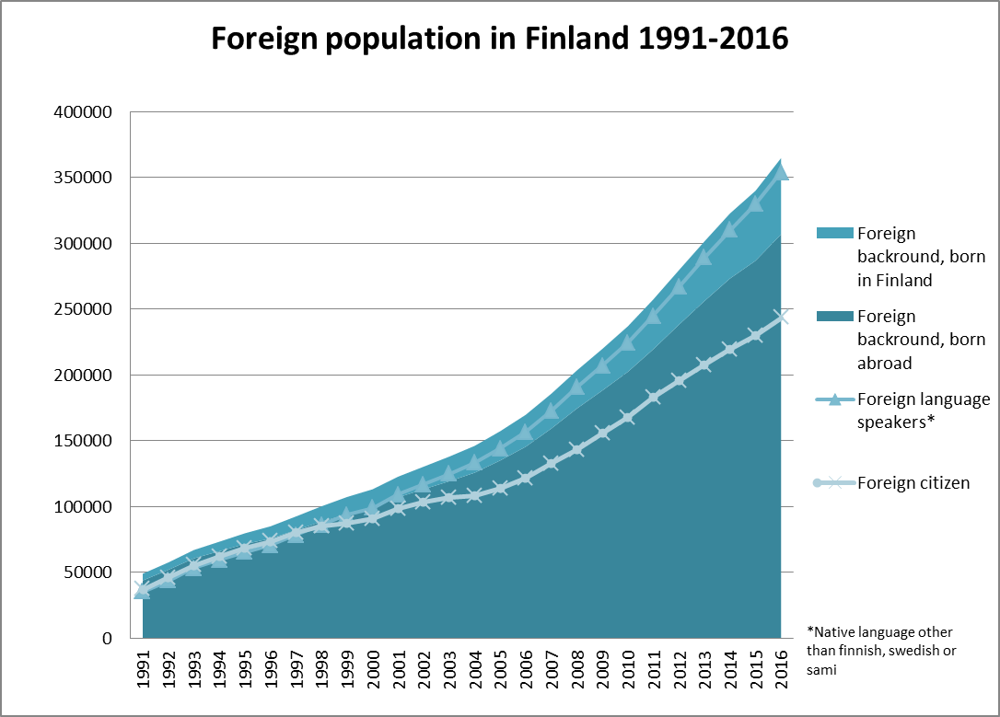 Foreign population in Finland 1991-2016
400000
350000
300000
250000
200000
150000
100000
50000
0
1991
1992
1993
1994
1995
1996
1997
1998
1999
2000
2001
2002
2003
2004
2005
2006
2007
2008
2009
2010
2011
2012
2013
2014
2015
2016
Foreign
backround, born
in Finland
Foreign
backround, born
abroad
Foreign language
speakers*
Foreign citizen
*Native language other
than finnish, swedish or
sami